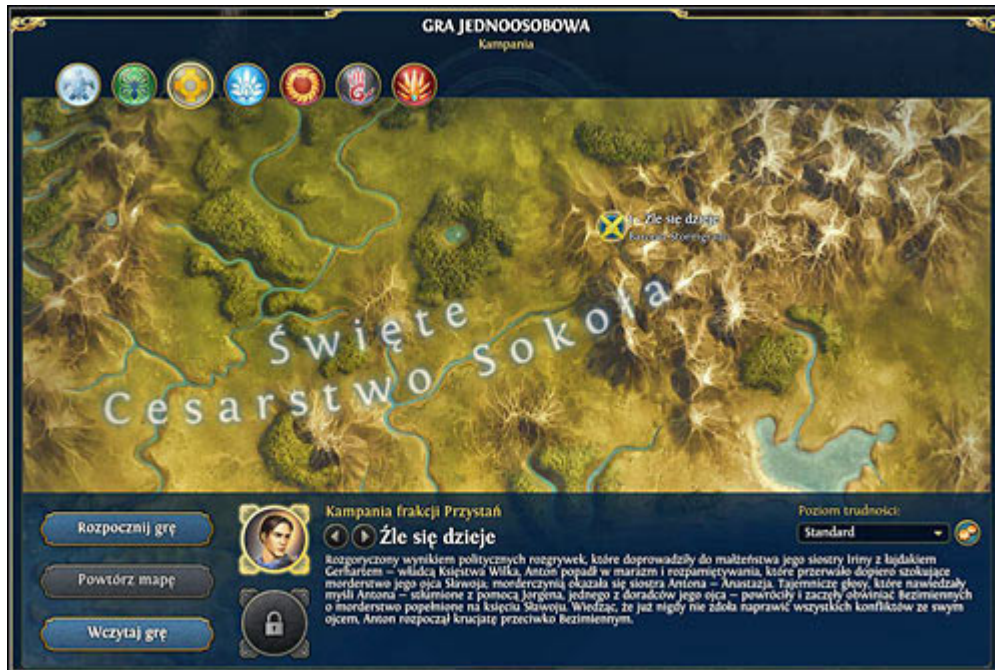 GRA JEDNOOSOBOWA
Kampania
1 - Źle się dzieje
Święte
Cesarstwo Sokoła
Kampania frakcji Przystań
Źle się dzieje
Poziom trudności:
Standard
Rozpocznij grę
Powtórz mapę
Wczytaj grę
Rozgoryczony wynikiem politycznych rozgrywek, które doprowadziły do małżeństwa jego siostry Iriny z łajdakiem
Gerhartem — władcą Księstwa Wilka, Anton popadł w marazm i rozpamiętywania, które przerwało dopiero szokujące
morderstwo jego ojca Sławoja; morderczynią okazała się siostra Antona — Anastazja. Tajemnicze głosy, które nawiedzały
myśli Antona — stłumione z pomocą Jorgena, jednego z doradców jego ojca — powróciły i zaczęły obwiniać Bezimiennych
o morderstwo popełnione na księciu Sławoju. Wiedząc, że już nigdy nie zdoła naprawić wszystkich konfliktów ze swym
ojcem, Anton rozpoczął krucjatę przeciwko Bezimiennym.